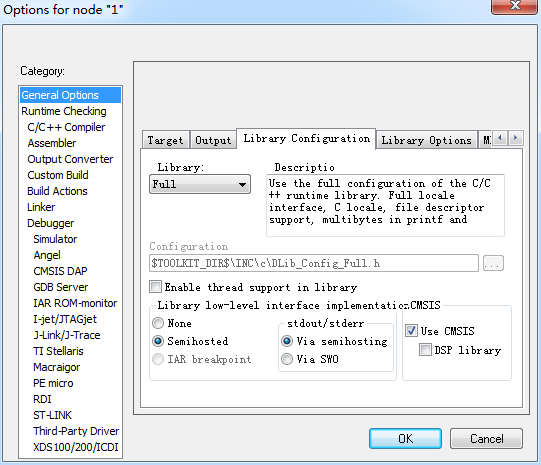 Options for node "1"
Category:
General Options
Runtime Checking
C/C++ Compiler
Assembler
Output Converter
Custom Build
Build Actions
Linker
Debugger
Simulator
Angel
CMSIS DAP
GDB Server
IAR ROM-monitor
I-jet/JTAGjet
J-Link/J-Trace
TI Stellaris
Macraigor
PE micro
RDI
ST-LINK
Third-Party Driver
XDS100/200/ICDI
Target Output Library Configuration Library Options
Library:
Full
Descriptio
Use the full configuration of the C/C
++ runtime library. Full locale
interface, C locale, file descriptor
support, multibytes in printf and
Configuration
$TOOLKIT_DIR$\INC\c\DLib_Config_Full.h
...
Enable thread support in library
Library low-level interface implementation
None
Semihosted
IAR breakpoint
stdout/stderr
Via semihosting
Via SWO
CMSIS
Use CMSIS
DSP library
OK Cancel